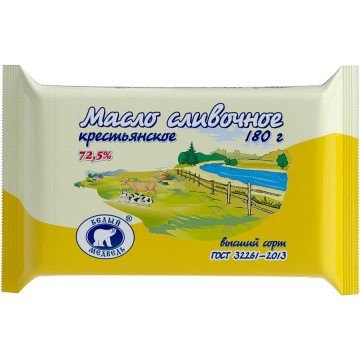 Масло сливочное
крестьянское 180 г
72,5%
БЕЛЫЙ ®
МЕДВЕДЬ
высший сорт
ГОСТ 32261-2013